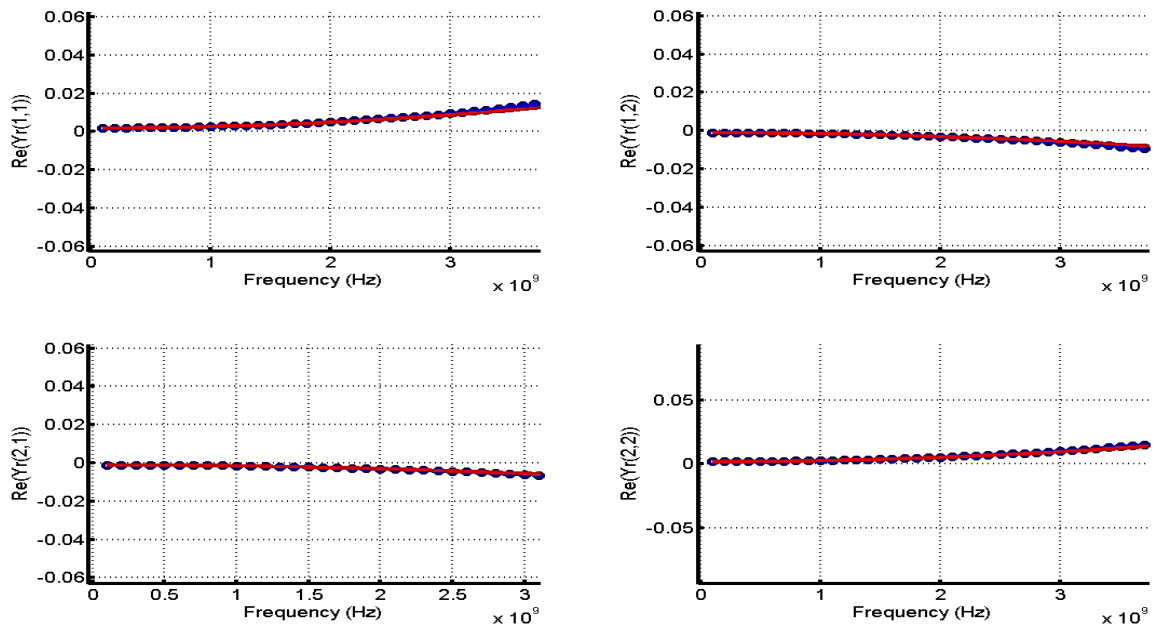 0.06
0.04
0.02
0
-0.02
-0.04
-0.06
Re(Yr(1,1))
0 1 2 3
Frequency (Hz)
x 10^9
0.06
0.04
0.02
0
-0.02
-0.04
-0.06
Re(Yr(1,2))
0 1 2 3
Frequency (Hz)
x 10^9
0.06
0.04
0.02
0
-0.02
-0.04
-0.06
Re(Yr(2,1))
0 0.5 1 1.5 2 2.5 3
Frequency (Hz)
x 10^9
0.05
0
-0.05
Re(Yr(2,2))
0 1 2 3
Frequency (Hz)
x 10^9